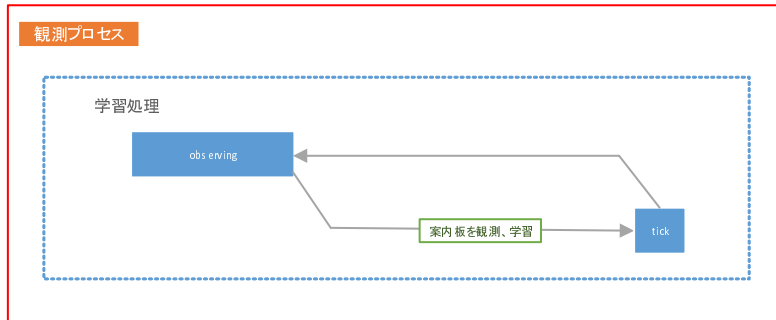 観測プロセス
学習処理
observing
案内板を観測、学習
tick